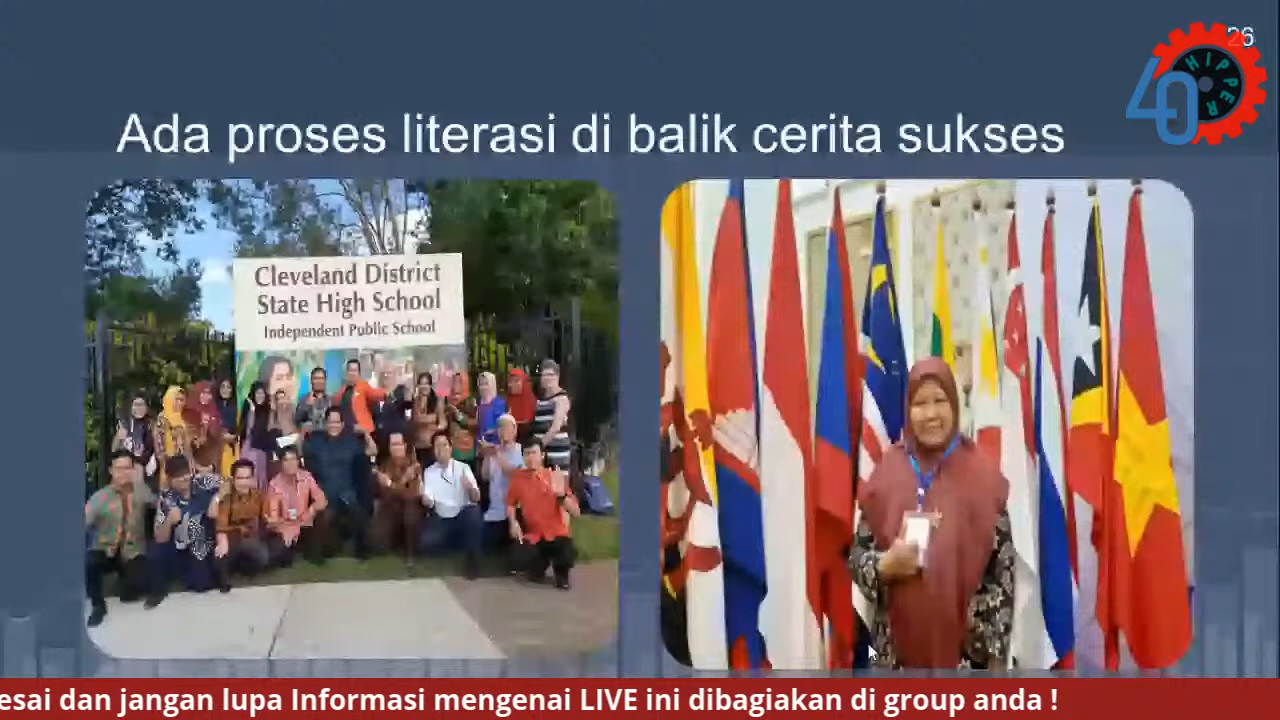 26
40
HIPPER
Ada proses literasi di balik cerita sukses
Cleveland District
State High School
Independent Public School
esai dan jangan lupa Informasi mengenai LIVE ini dibagiakan di group anda !